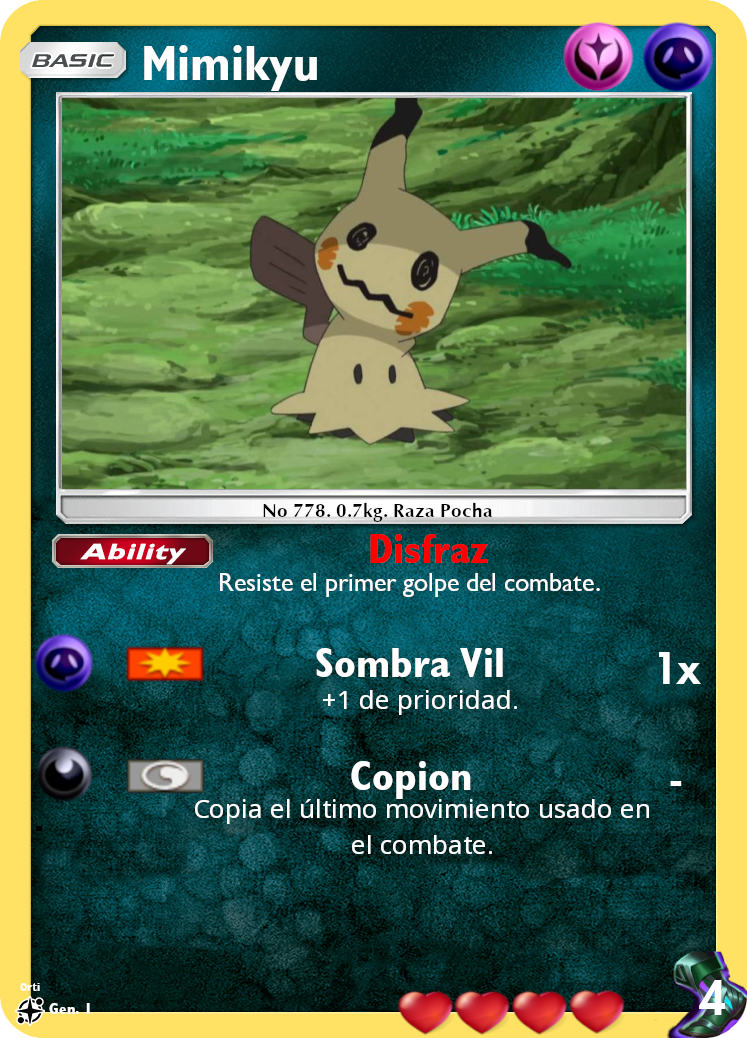 BASIC
Mimikyu
No 778. 0.7kg. Raza Pocha
Ability
Disfraz
Resiste el primer golpe del combate.
Sombra Vil
1x
+1 de prioridad.
Copion
-
Copia el último movimiento usado en
el combate.
Orti
Gen. 1
4